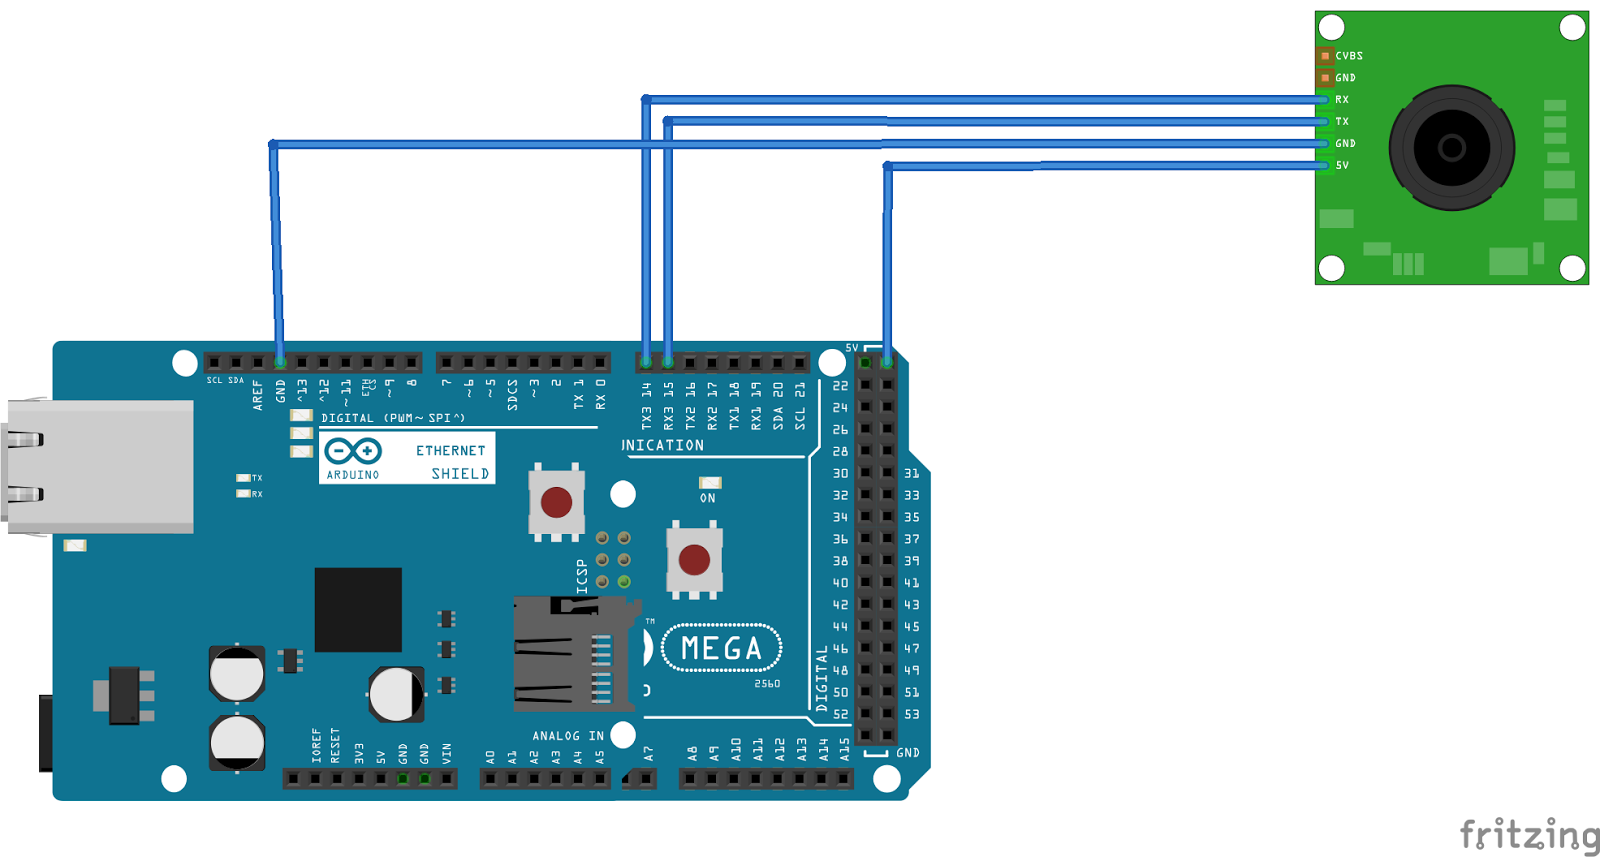 CVBS
GND
RX
TX
GND
5V
5V
SCL SDA AREF GND ^13 ^12 ~11 ETH CS ~9 8
7 ~6 ~5 SDCS ~3 2 TX 1 RX 0
TX3 14 RX3 15 TX2 16 RX2 17 TX1 18 RX1 19 SDA 20 SCL 21
DIGITAL (PWM~ SPI^)
ARDUINO
ETHERNET
SHIELD
UNICATION
TX
RX
ON
ICSP
TM
MEGA
2560
DIGITAL
22
24
26
28
30 31
32 33
34 35
36 37
38 39
40 41
42 43
44 45
46 47
48 49
50 51
52 53
GND
ANALOG IN
IOREF RESET 3V3 5V GND GND VIN
A0 A1 A2 A3 A4 A5 A7
A8 A9 A10 A11 A12 A13 A14 A15
fritzing